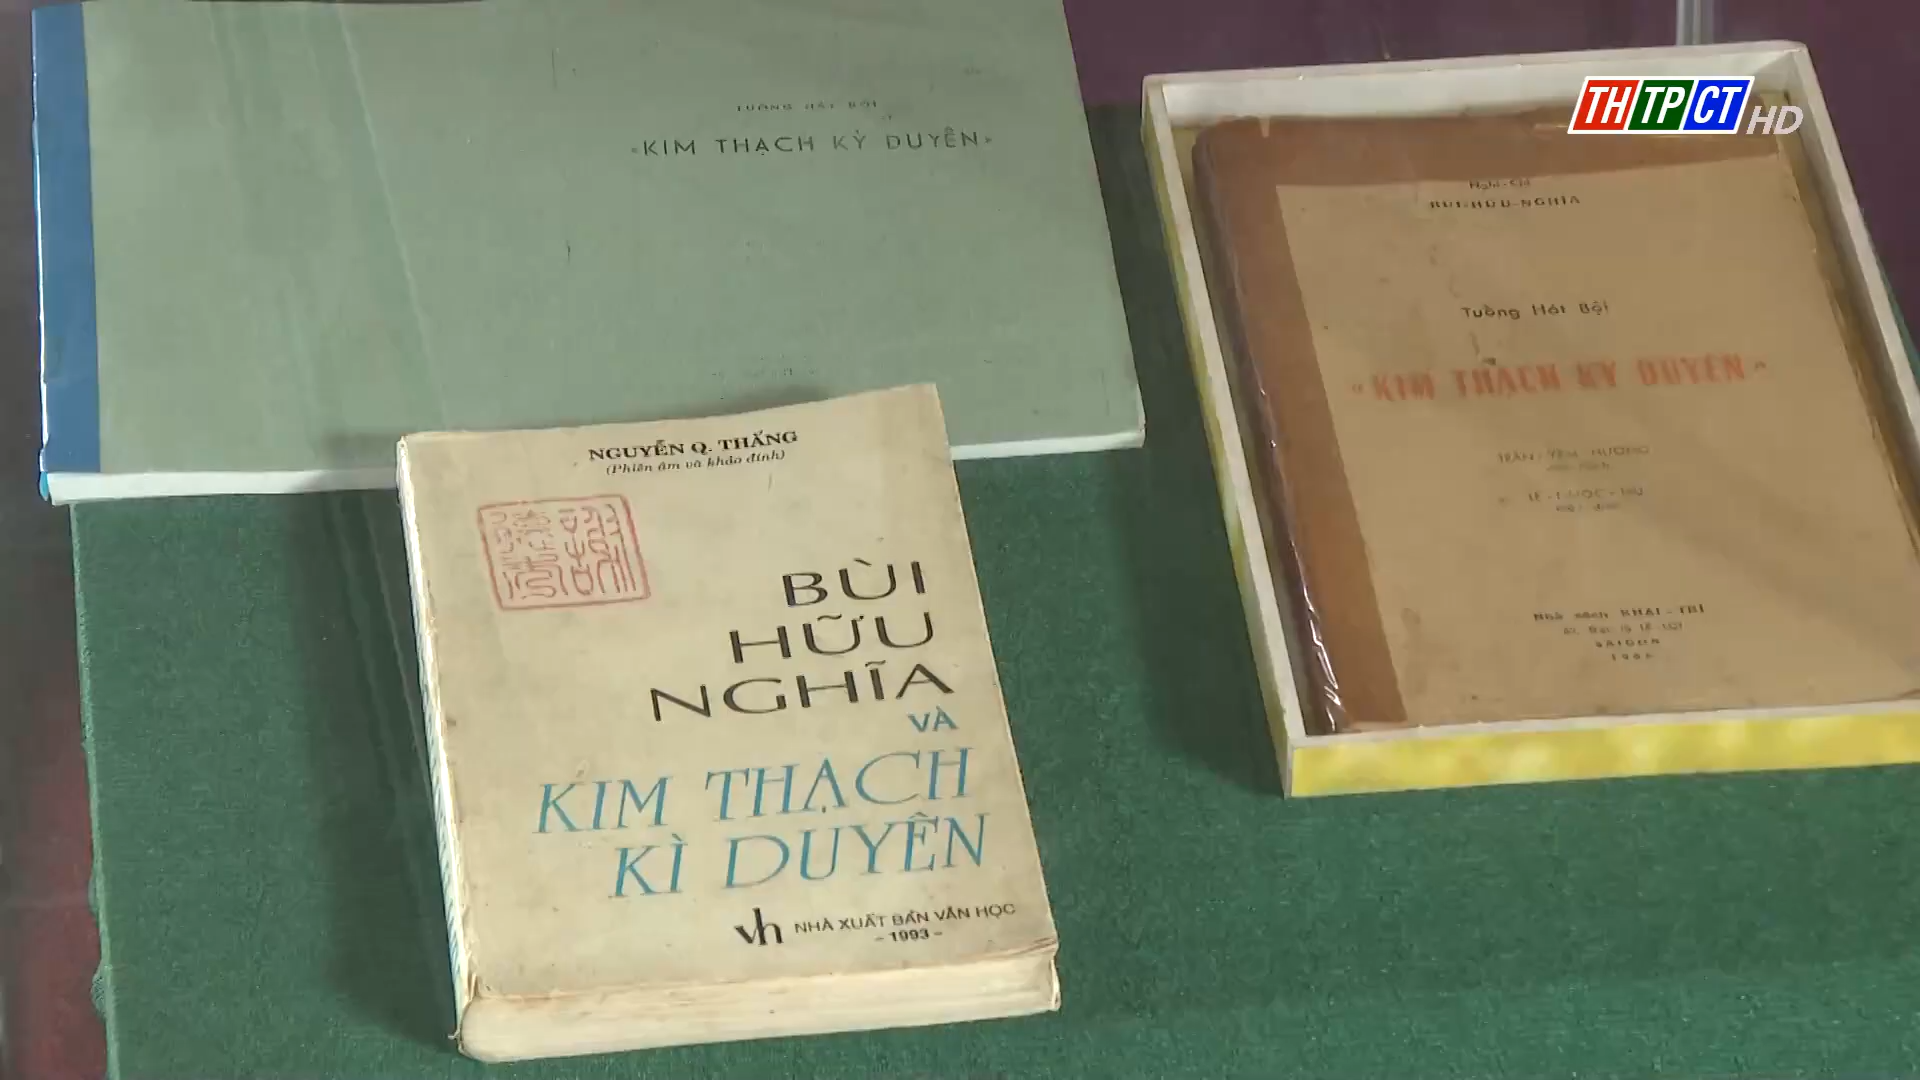 TUỒNG HÁT BỘI
«KIM THẠCH KỲ DUYÊN»
NGUYỄN Q. THẮNG
(Phiên âm và khảo đính)
BÙI
HỮU
NGHĨA
VÀ
KIM THẠCH
KÌ DUYÊN
vh NHÀ XUẤT BẢN VĂN HỌC
- 1993 -
THTPCT HD
BÙI-HỮU-NGHĨA
Tuồng Hát Bội
«KIM THẠCH KỲ DUYÊN»
Nhà sách KHAI-TRÍ
SAIGON